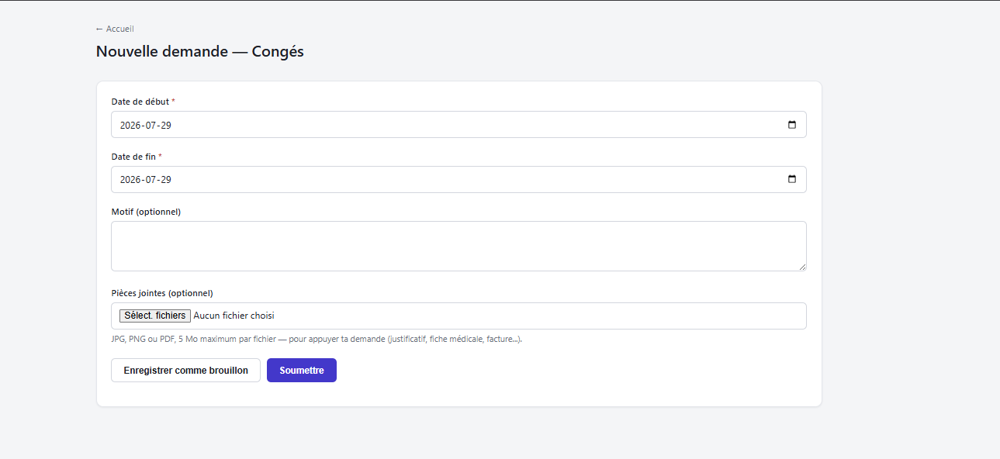 ← Accueil
Nouvelle demande — Congés
Date de début *
2026-07-29
Date de fin *
2026-07-29
Motif (optionnel)
Pièces jointes (optionnel)
Sélect. fichiers Aucun fichier choisi
JPG, PNG ou PDF, 5 Mo maximum par fichier — pour appuyer ta demande (justificatif, fiche médicale, facture...).
Enregistrer comme brouillon Soumettre